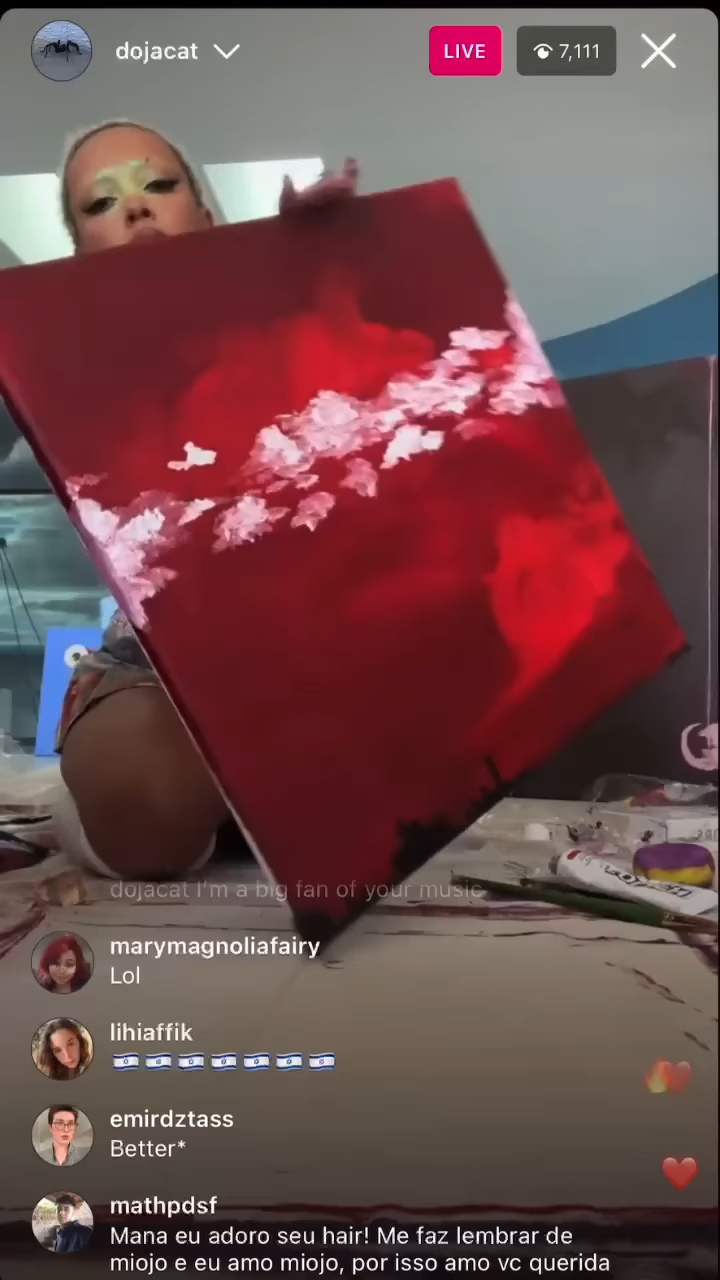 dojacat
LIVE
7,111
dojacat I'm a big fan of your music
marymagnoliafairy
Lol
lihiaffik
🇮🇱🇮🇱🇮🇱🇮🇱🇮🇱🇮🇱🇮🇱
emirdztass
Better*
mathpdsf
Mana eu adoro seu hair! Me faz lembrar de
miojo e eu amo miojo, por isso amo vc querida